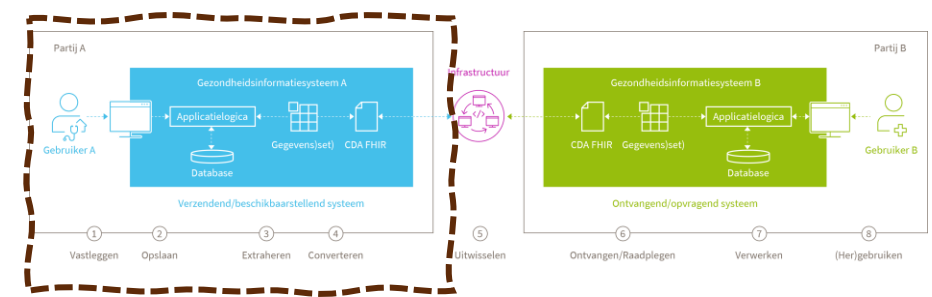 Partij A
Partij B
Infrastructuur
Gezondheidsinformatiesysteem A
Gezondheidsinformatiesysteem B
</>
Applicatielogica
Applicatielogica
Gebruiker A
Gegevens)set)
CDA FHIR
CDA FHIR
Gegevens)set)
Gebruiker B
Database
Database
Verzendend/beschikbaarstellend systeem
Ontvangend/opvragend systeem
1
2
3
4
5
6
7
8
Vastleggen
Opslaan
Extraheren
Converteren
Uitwisselen
Ontvangen/Raadplegen
Verwerken
(Her)gebruiken